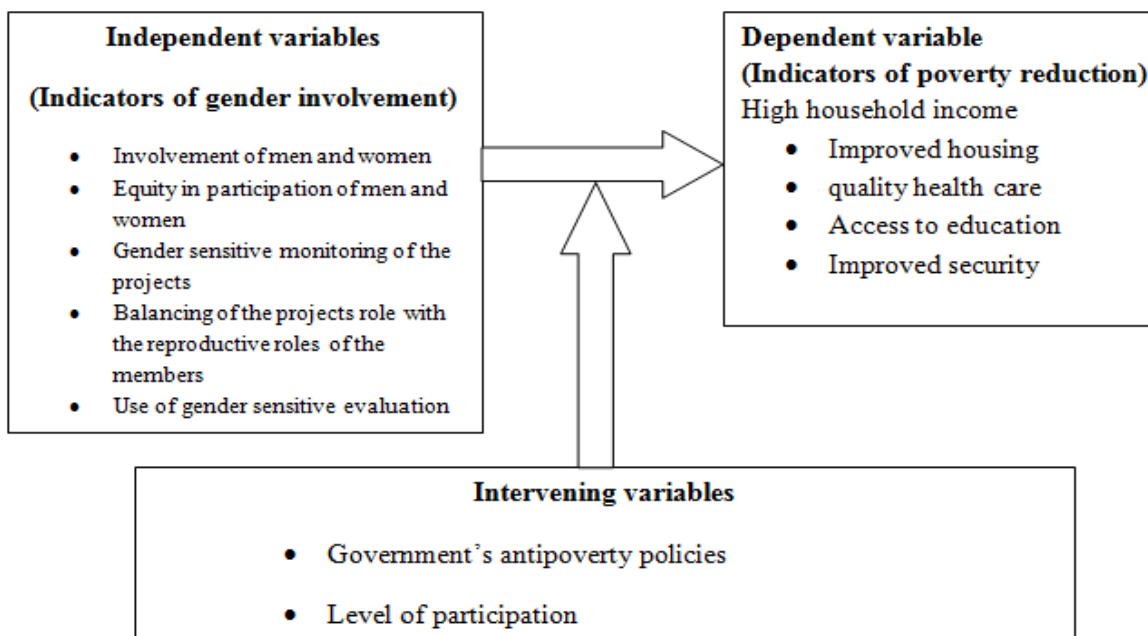 Independent variables
(Indicators of gender involvement)
• Involvement of men and women
• Equity in participation of men and
women
• Gender sensitive monitoring of the
projects
• Balancing of the projects role with
the reproductive roles of the
members
• Use of gender sensitive evaluation
Dependent variable
(Indicators of poverty reduction)
High household income
• Improved housing
• quality health care
• Access to education
• Improved security
Intervening variables
• Government's antipoverty policies
• Level of participation